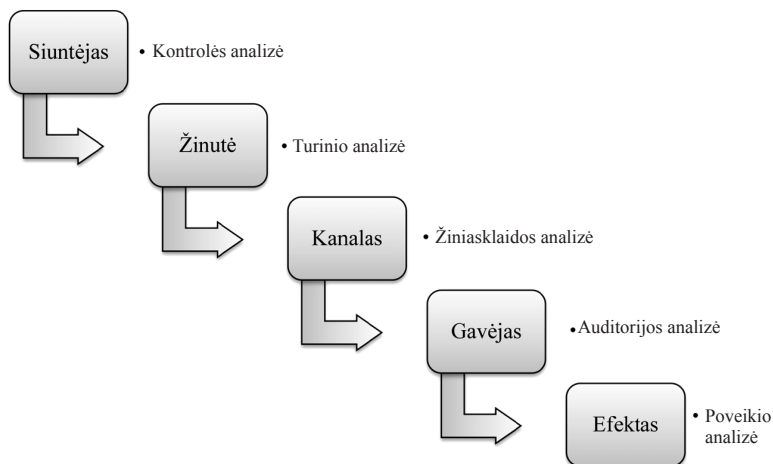 Siuntėjas
• Kontrolės analizė
Žinutė
• Turinio analizė
Kanalas
• Žiniasklaidos analizė
Gavėjas
•Auditorijos analizė
Efektas
• Poveikio
analizė